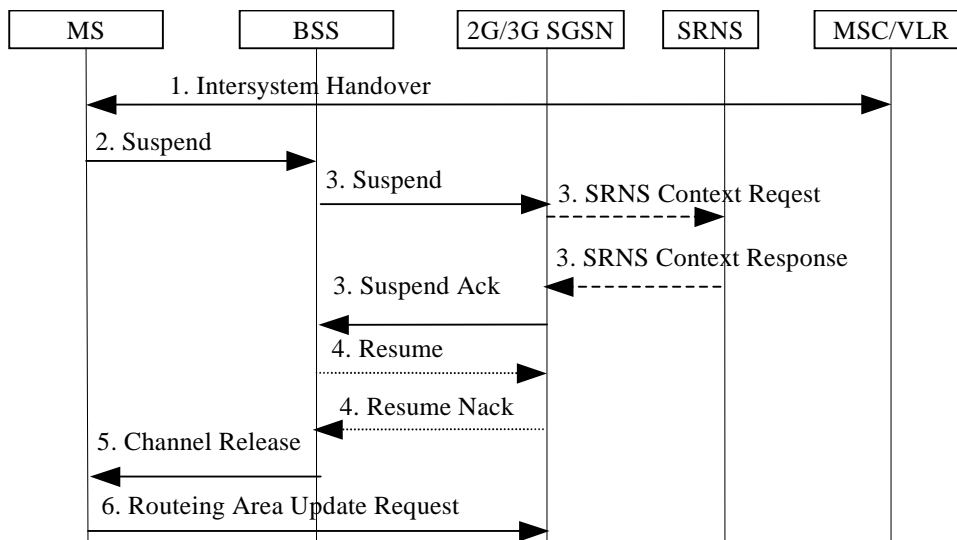 MS
BSS
2G/3G SGSN
SRNS
MSC/VLR
1. Intersystem Handover
2. Suspend
3. Suspend
3. SRNS Context Reqest
3. SRNS Context Response
3. Suspend Ack
4. Resume
4. Resume Nack
5. Channel Release
6. Routeing Area Update Request